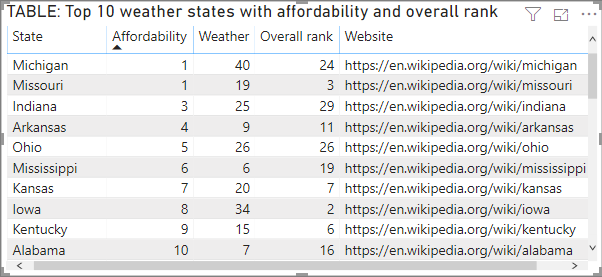 TABLE: Top 10 weather states with affordability and overall rank
State Affordability Weather Overall rank Website
Michigan 1 40 24 https://en.wikipedia.org/wiki/michigan
Missouri 1 19 3 https://en.wikipedia.org/wiki/missouri
Indiana 3 25 29 https://en.wikipedia.org/wiki/indiana
Arkansas 4 9 11 https://en.wikipedia.org/wiki/arkansas
Ohio 5 26 26 https://en.wikipedia.org/wiki/ohio
Mississippi 6 6 19 https://en.wikipedia.org/wiki/mississippi
Kansas 7 20 7 https://en.wikipedia.org/wiki/kansas
Iowa 8 34 2 https://en.wikipedia.org/wiki/iowa
Kentucky 9 15 6 https://en.wikipedia.org/wiki/kentucky
Alabama 10 7 16 https://en.wikipedia.org/wiki/alabama